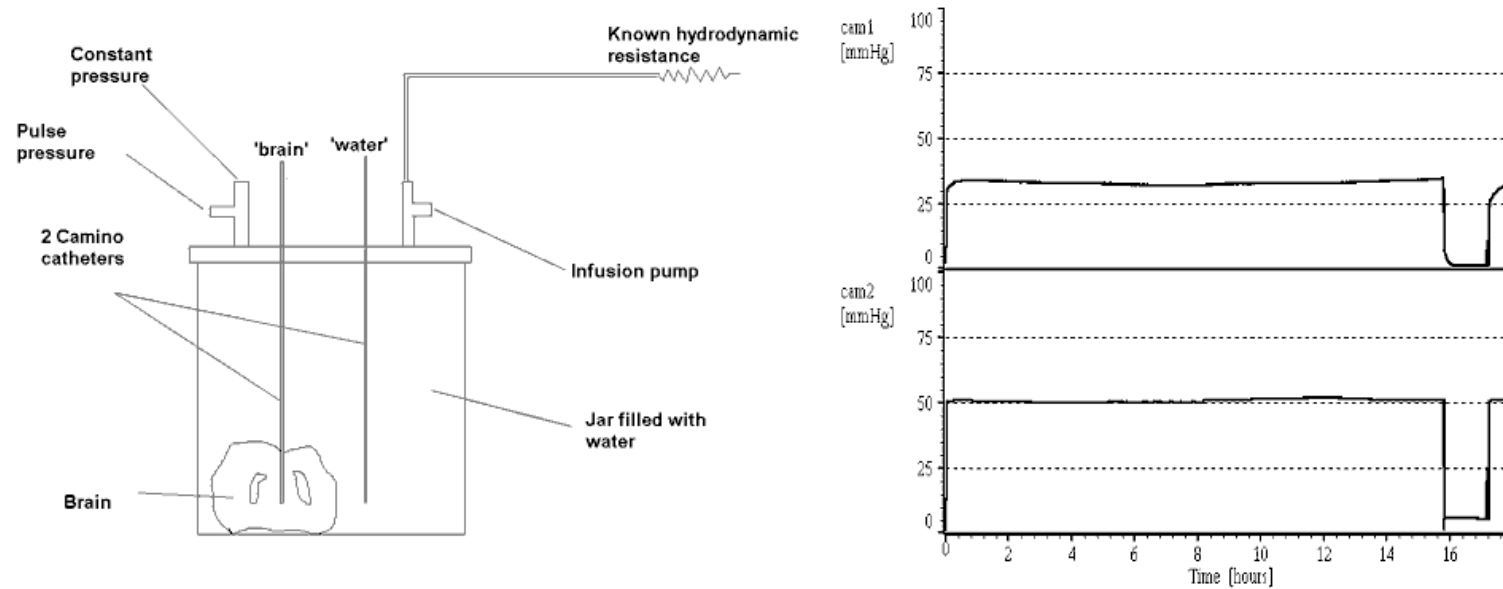 Constant
pressure
Pulse
pressure
'brain'
'water'
Known hydrodynamic
resistance
2 Camino
catheters
Infusion pump
Jar filled with
water
Brain
cam1
[mmHg]
100
75
50
25
0
cam2
[mmHg]
100
75
50
25
0
0 2 4 6 8 10 12 14 16
Time [hours]